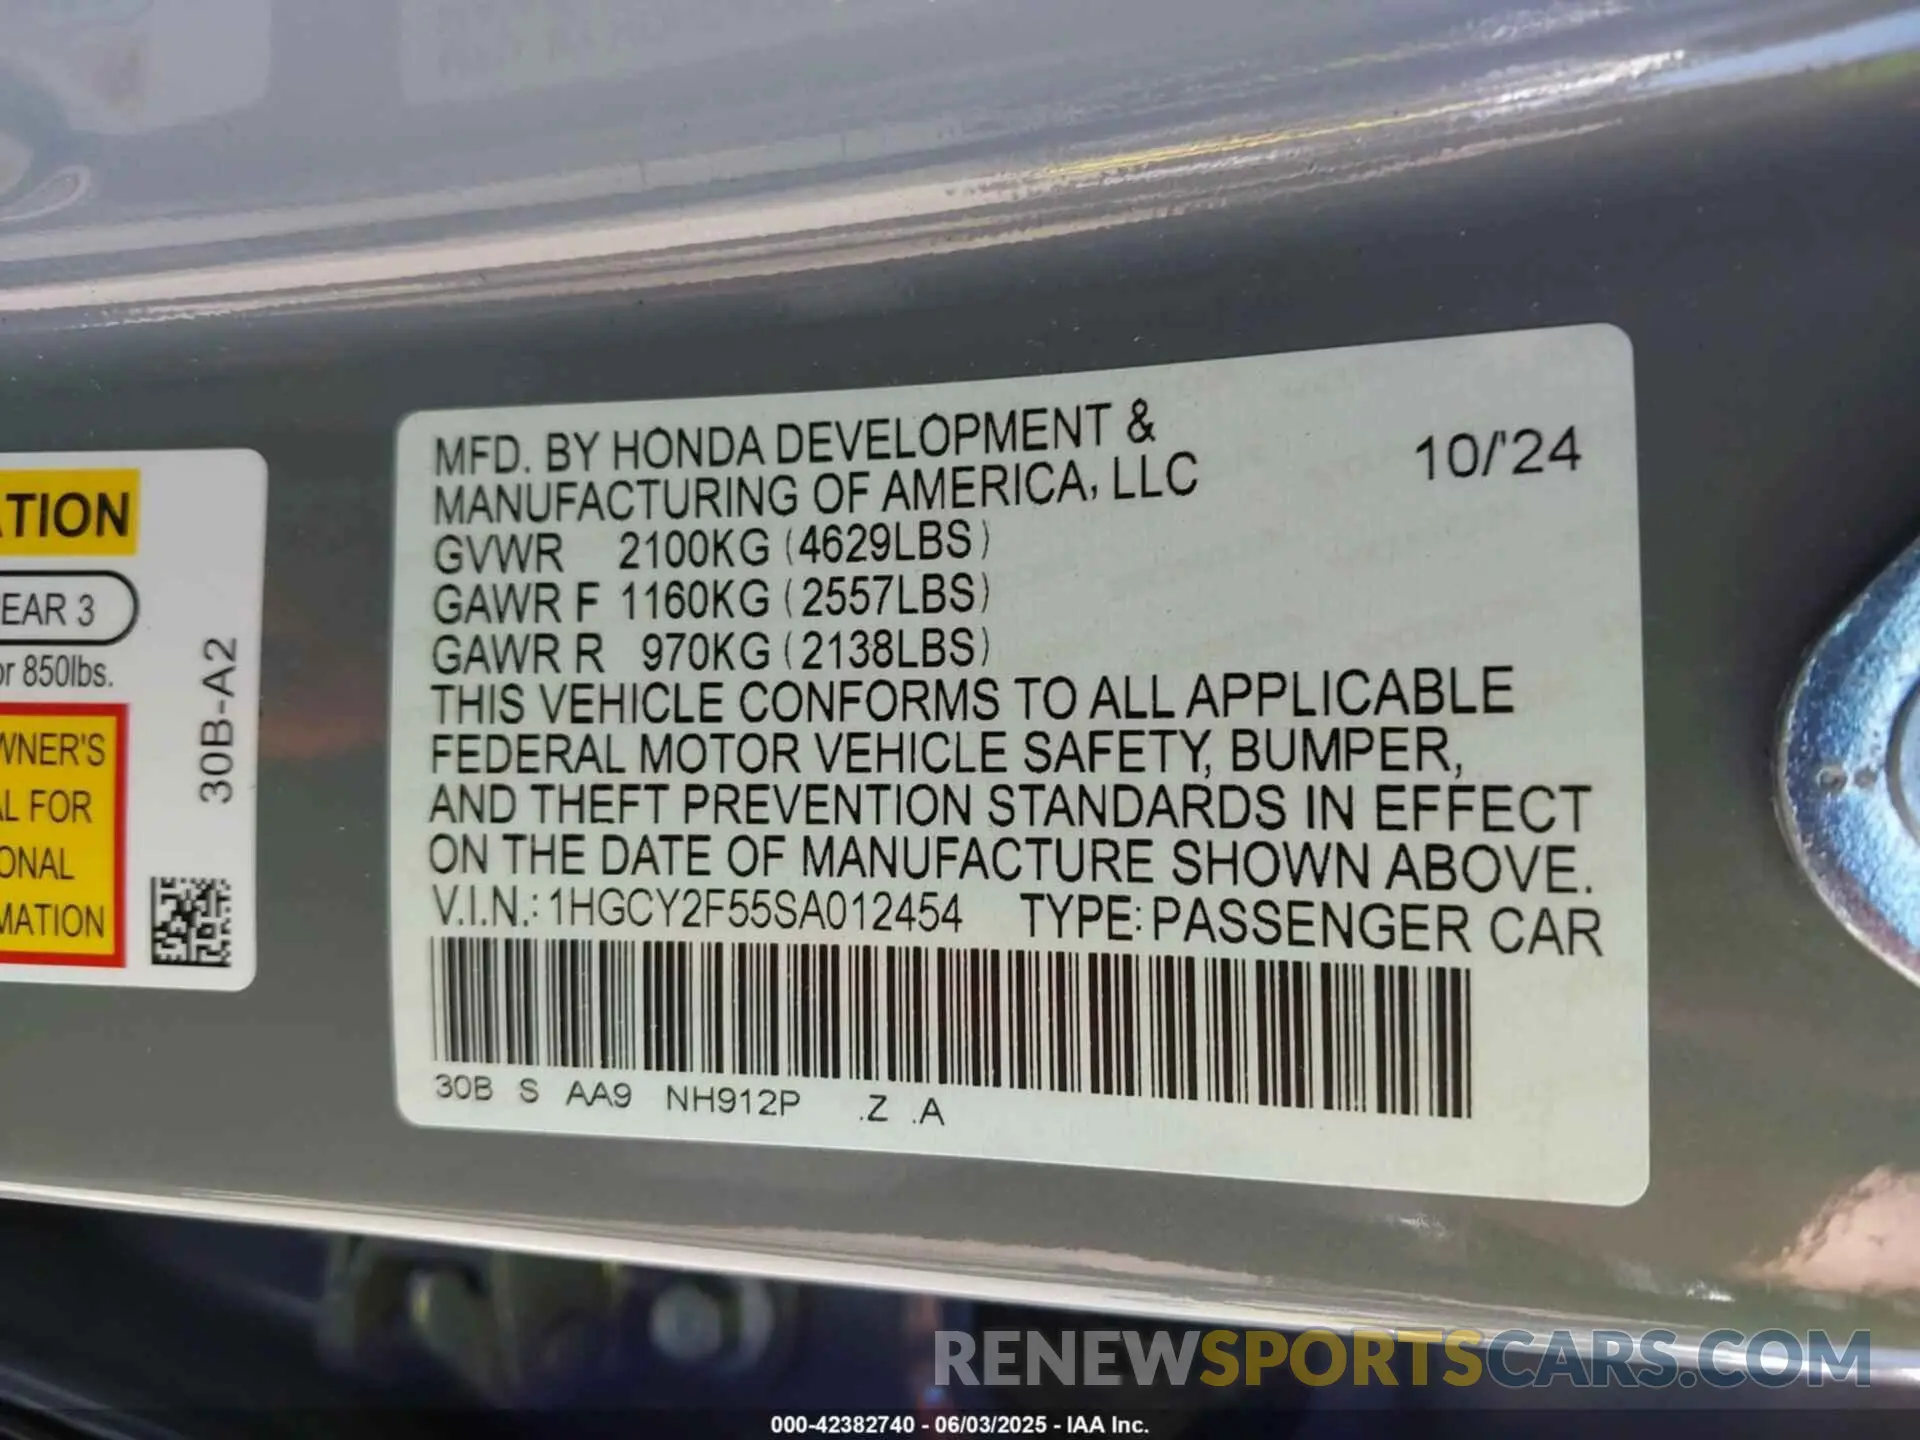 MFD. BY HONDA DEVELOPMENT &
MANUFACTURING OF AMERICA, LLC
10/'24
GVWR 2100KG (4629LBS)
GAWR F 1160KG (2557LBS)
GAWR R 970KG (2138LBS)
THIS VEHICLE CONFORMS TO ALL APPLICABLE
FEDERAL MOTOR VEHICLE SAFETY, BUMPER,
AND THEFT PREVENTION STANDARDS IN EFFECT
ON THE DATE OF MANUFACTURE SHOWN ABOVE.
V.I.N.: 1HGCY2F55SA012454 TYPE: PASSENGER CAR
30B S AA9 NH912P .Z .A
ATION
EAR 3
or 850lbs.
WNER'S
AL FOR
ONAL
MATION
30B-A2
RENEWSPORTSCARS.COM
000-42382740 - 06/03/2025 - IAA Inc.